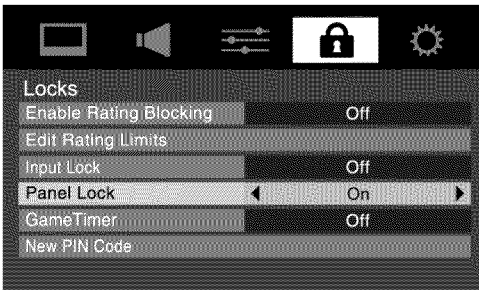 Locks
Enable Rating Blocking Off
Edit Rating Limits
Input Lock Off
Panel Lock On
GameTimer Off
New PIN Code